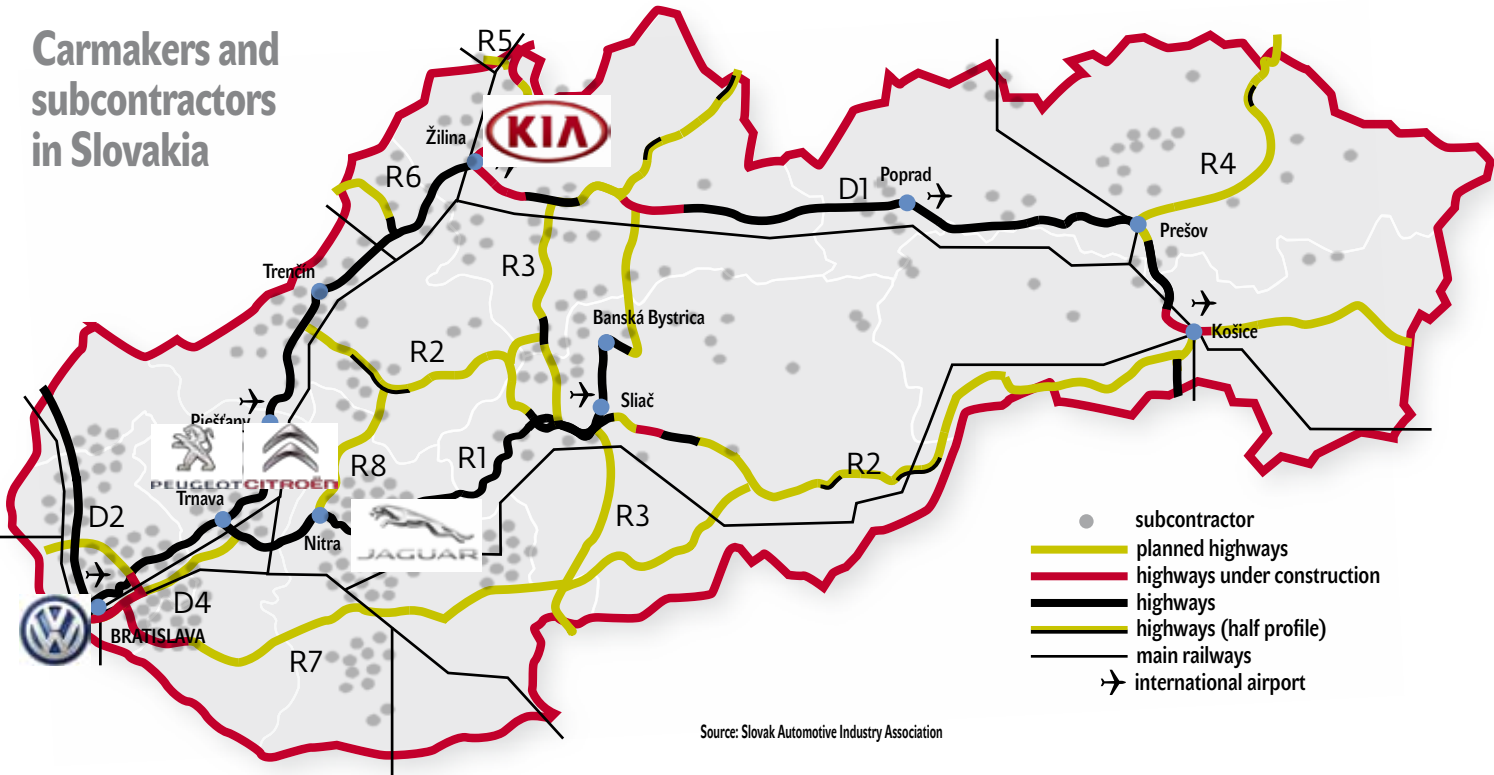 Carmakers and
subcontractors
in Slovakia
R5
KIA
Žilina
R6
R4
D1
Poprad
Prešov
R3
Trenčín
Banská Bystrica
Košice
R2
Sliač
Piešťany
PEUGEOT
CITROËN
R8
R1
R2
Trnava
D2
Nitra
JAGUAR
R3
D4
BRATISLAVA
R7
subcontractor
planned highways
highways under construction
highways
highways (half profile)
main railways
international airport
Source: Slovak Automotive Industry Association